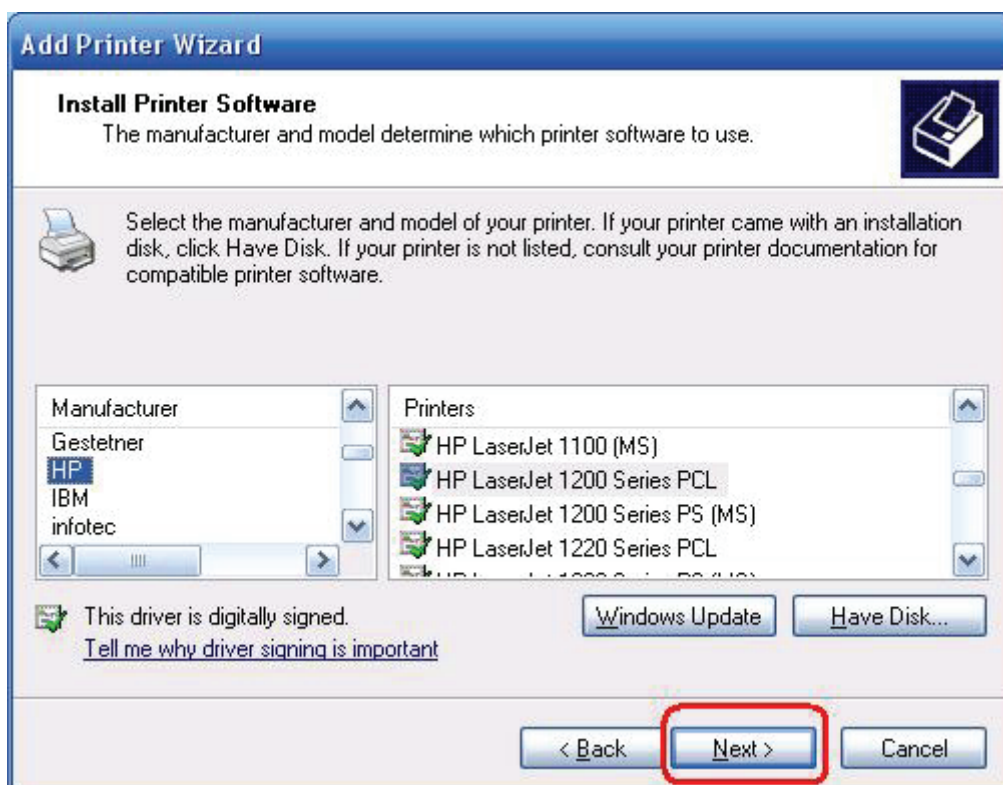 Add Printer Wizard
Install Printer Software
The manufacturer and model determine which printer software to use.
Select the manufacturer and model of your printer. If your printer came with an installation
disk, click Have Disk. If your printer is not listed, consult your printer documentation for
compatible printer software.
Manufacturer
Gestetner
HP
IBM
infotec
Printers
HP LaserJet 1100 (MS)
HP LaserJet 1200 Series PCL
HP LaserJet 1200 Series PS (MS)
HP LaserJet 1220 Series PCL
This driver is digitally signed.
Tell me why driver signing is important
Windows Update
Have Disk...
< Back
Next >
Cancel